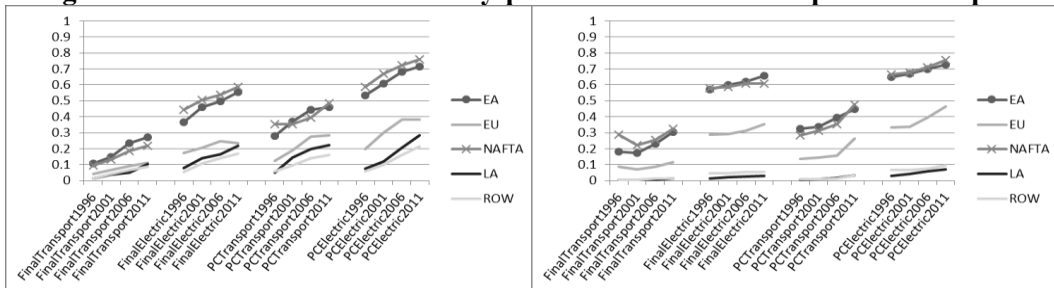 1
0.9
0.8
0.7
0.6
0.5
0.4
0.3
0.2
0.1
0
FinalTransport1996
FinalTransport2001
FinalTransport2006
FinalTransport2011
FinalElectric1996
FinalElectric2001
FinalElectric2006
FinalElectric2011
PCTransport1996
PCTransport2001
PCTransport2006
PCTransport2011
PCElectric1996
PCElectric2001
PCElectric2006
PCElectric2011
EA
EU
NAFTA
LA
ROW
1
0.9
0.8
0.7
0.6
0.5
0.4
0.3
0.2
0.1
0
FinalTransport1996
FinalTransport2001
FinalTransport2006
FinalTransport2011
FinalElectric1996
FinalElectric2001
FinalElectric2006
FinalElectric2011
PCTransport1996
PCTransport2001
PCTransport2006
PCTransport2011
PCElectric1996
PCElectric2001
PCElectric2006
PCElectric2011
EA
EU
NAFTA
LA
ROW